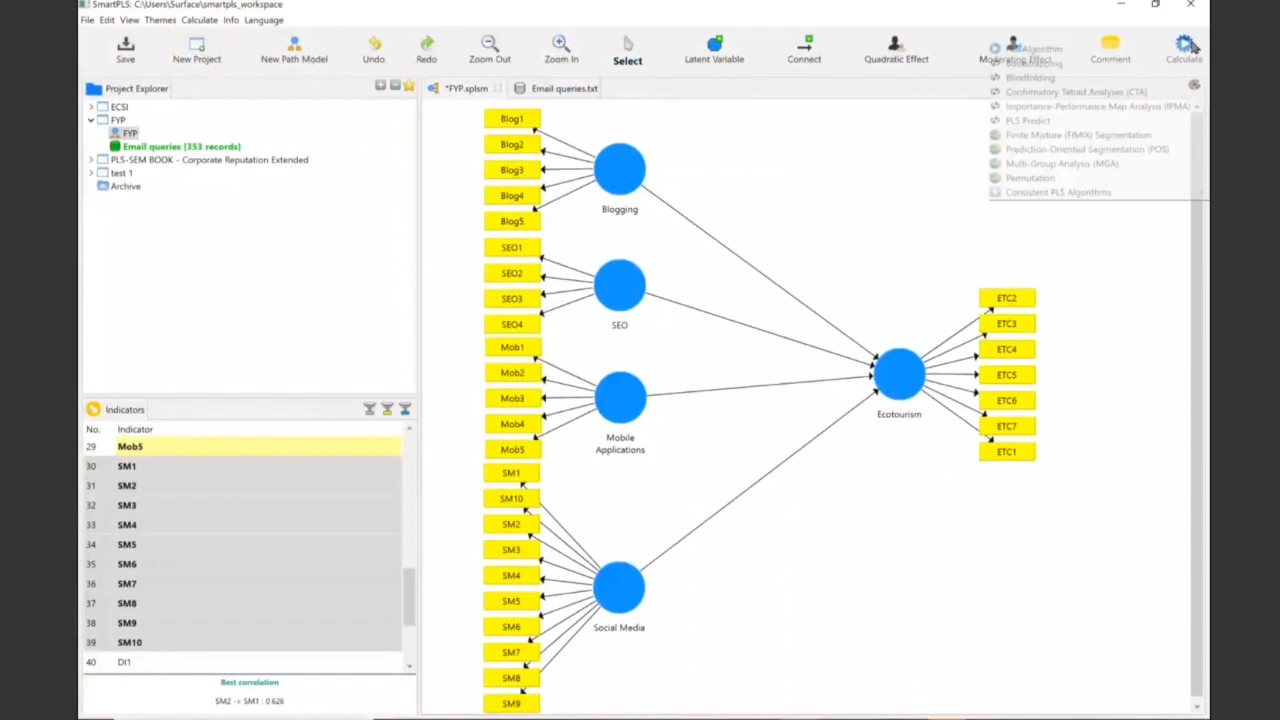 SmartPLS: C:\Users\Surface\smartpls_workspace
File Edit View Themes Calculate Info Language
Save New Project New Path Model Undo Redo Zoom Out Zoom In Select Latent Variable Connect Quadratic Effect Moderating Effect Comment Calculate
PLS Algorithm
Bootstrapping
Blindfolding
Confirmatory Tetrad Analyses (CTA)
Importance-Performance Map Analysis (IPMA)
PLS Predict
Finite Mixture (FIMIX) Segmentation
Prediction-Oriented Segmentation (POS)
Multi-Group Analysis (MGA)
Permutation
Consistent PLS Algorithms
Project Explorer
ECSI
FYP
FYP
Email queries [353 records]
PLS-SEM BOOK - Corporate Reputation Extended
test 1
Archive
Indicators
No. Indicator
29 Mob5
30 SM1
31 SM2
32 SM3
33 SM4
34 SM5
35 SM6
36 SM7
37 SM8
38 SM9
39 SM10
40 DI1
Best correlation
SM2 -> SM1 : 0.626
*FYP.splsm Email queries.txt
Blog1
Blog2
Blog3
Blog4
Blog5
Blogging
SEO1
SEO2
SEO3
SEO4
SEO
Mob1
Mob2
Mob3
Mob4
Mob5
Mobile
Applications
SM1
SM10
SM2
SM3
SM4
SM5
SM6
SM7
SM8
SM9
Social Media
Ecotourism
ETC2
ETC3
ETC4
ETC5
ETC6
ETC7
ETC1